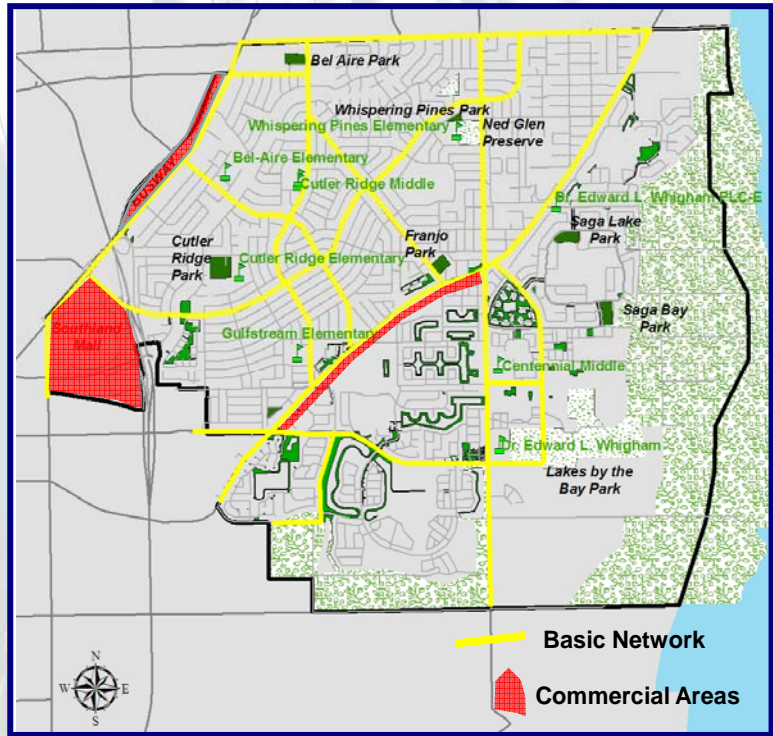 Bel Aire Park
Whispering Pines Park
Whispering Pines Elementary
Ned Glen
Preserve
Bel-Aire Elementary
Cutler Ridge Middle
BUSWAY
Dr. Edward L. Whigham PLC-E
Saga Lake
Park
Cutler
Ridge
Park
Franjo
Park
Cutler Ridge Elementary
Saga Bay
Park
Southland
Mall
Gulfstream Elementary
Centennial Middle
Dr. Edward L. Whigham
Lakes by the
Bay Park
N
W E
S
Basic Network
Commercial Areas